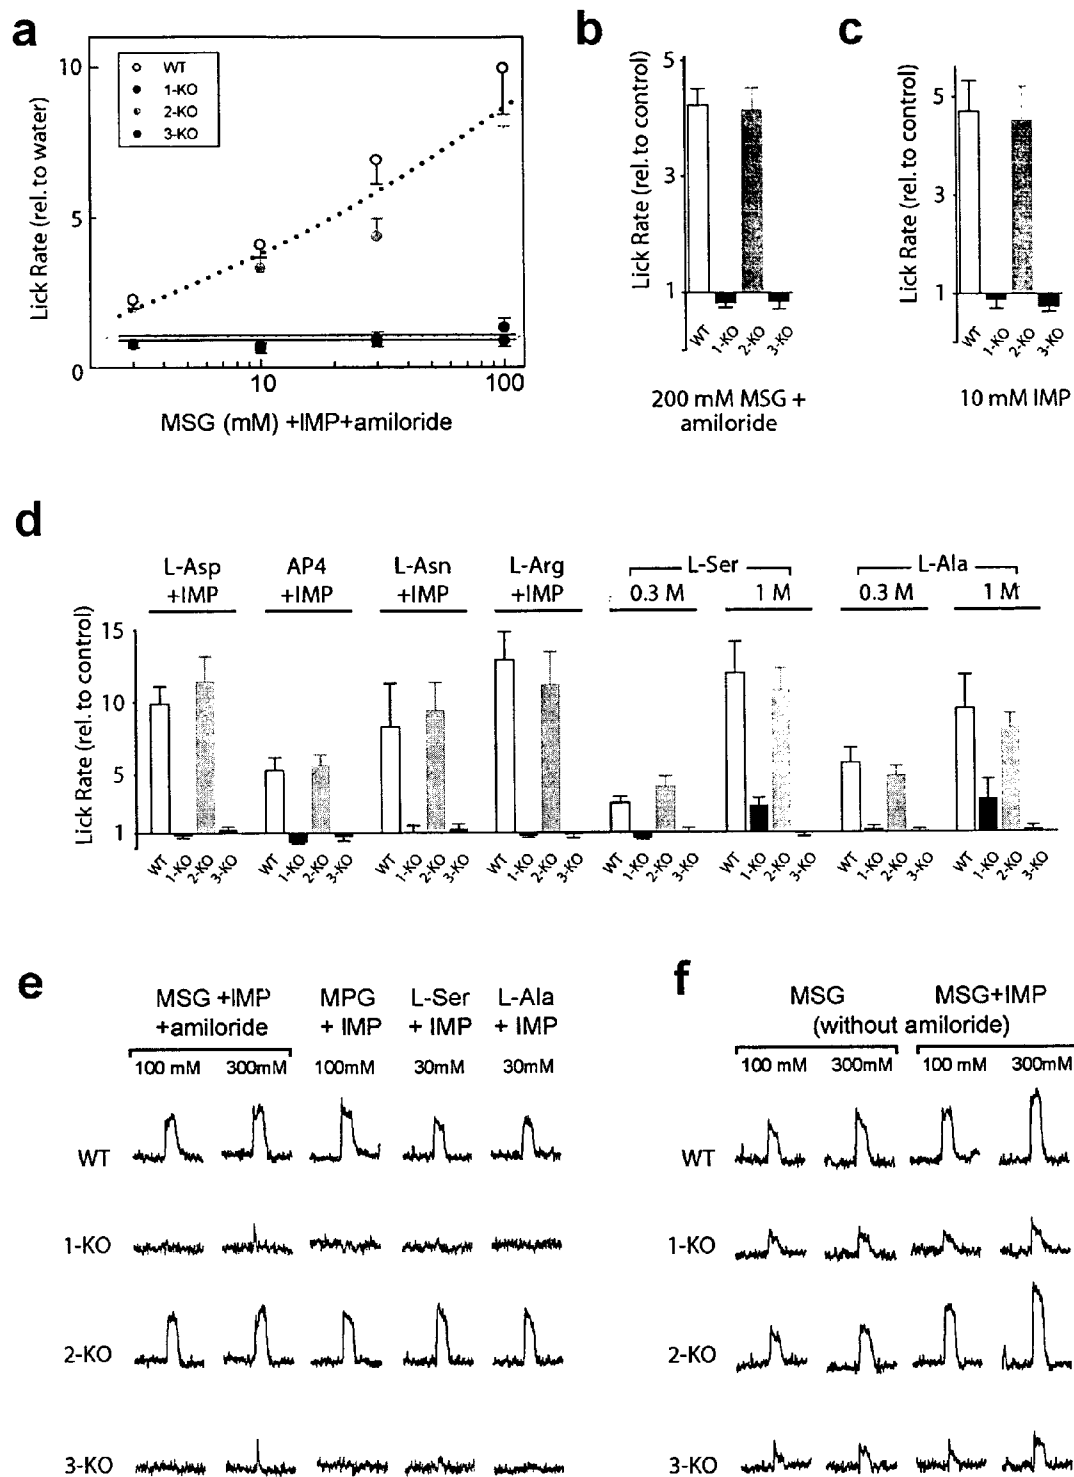 a
b
c
WT
1-KO
2-KO
3-KO
Lick Rate (rel. to water)
10
5
0
2
10
100
MSG (mM) +IMP+amiloride
Lick Rate (rel. to control)
5
3
1
WT
1-KO
2-KO
3-KO
200 mM MSG +
amiloride
Lick Rate (rel. to control)
5
3
1
WT
1-KO
2-KO
3-KO
10 mM IMP
d
L-Asp
+IMP
AP4
+IMP
L-Asn
+IMP
L-Arg
+IMP
L-Ser
0.3 M
1 M
L-Ala
0.3 M
1 M
Lick Rate (rel. to control)
15
10
5
1
WT 1-KO 2-KO 3-KO
WT 1-KO 2-KO 3-KO
WT 1-KO 2-KO 3-KO
WT 1-KO 2-KO 3-KO
WT 1-KO 2-KO 3-KO
WT 1-KO 2-KO 3-KO
WT 1-KO 2-KO 3-KO
WT 1-KO 2-KO 3-KO
e
MSG +IMP
+amiloride
MPG
+ IMP
L-Ser
+ IMP
L-Ala
+ IMP
100 mM
300mM
100mM
30mM
30mM
WT
1-KO
2-KO
3-KO
f
MSG
MSG+IMP
(without amiloride)
100 mM
300mM
100 mM
300mM
WT
1-KO
2-KO
3-KO